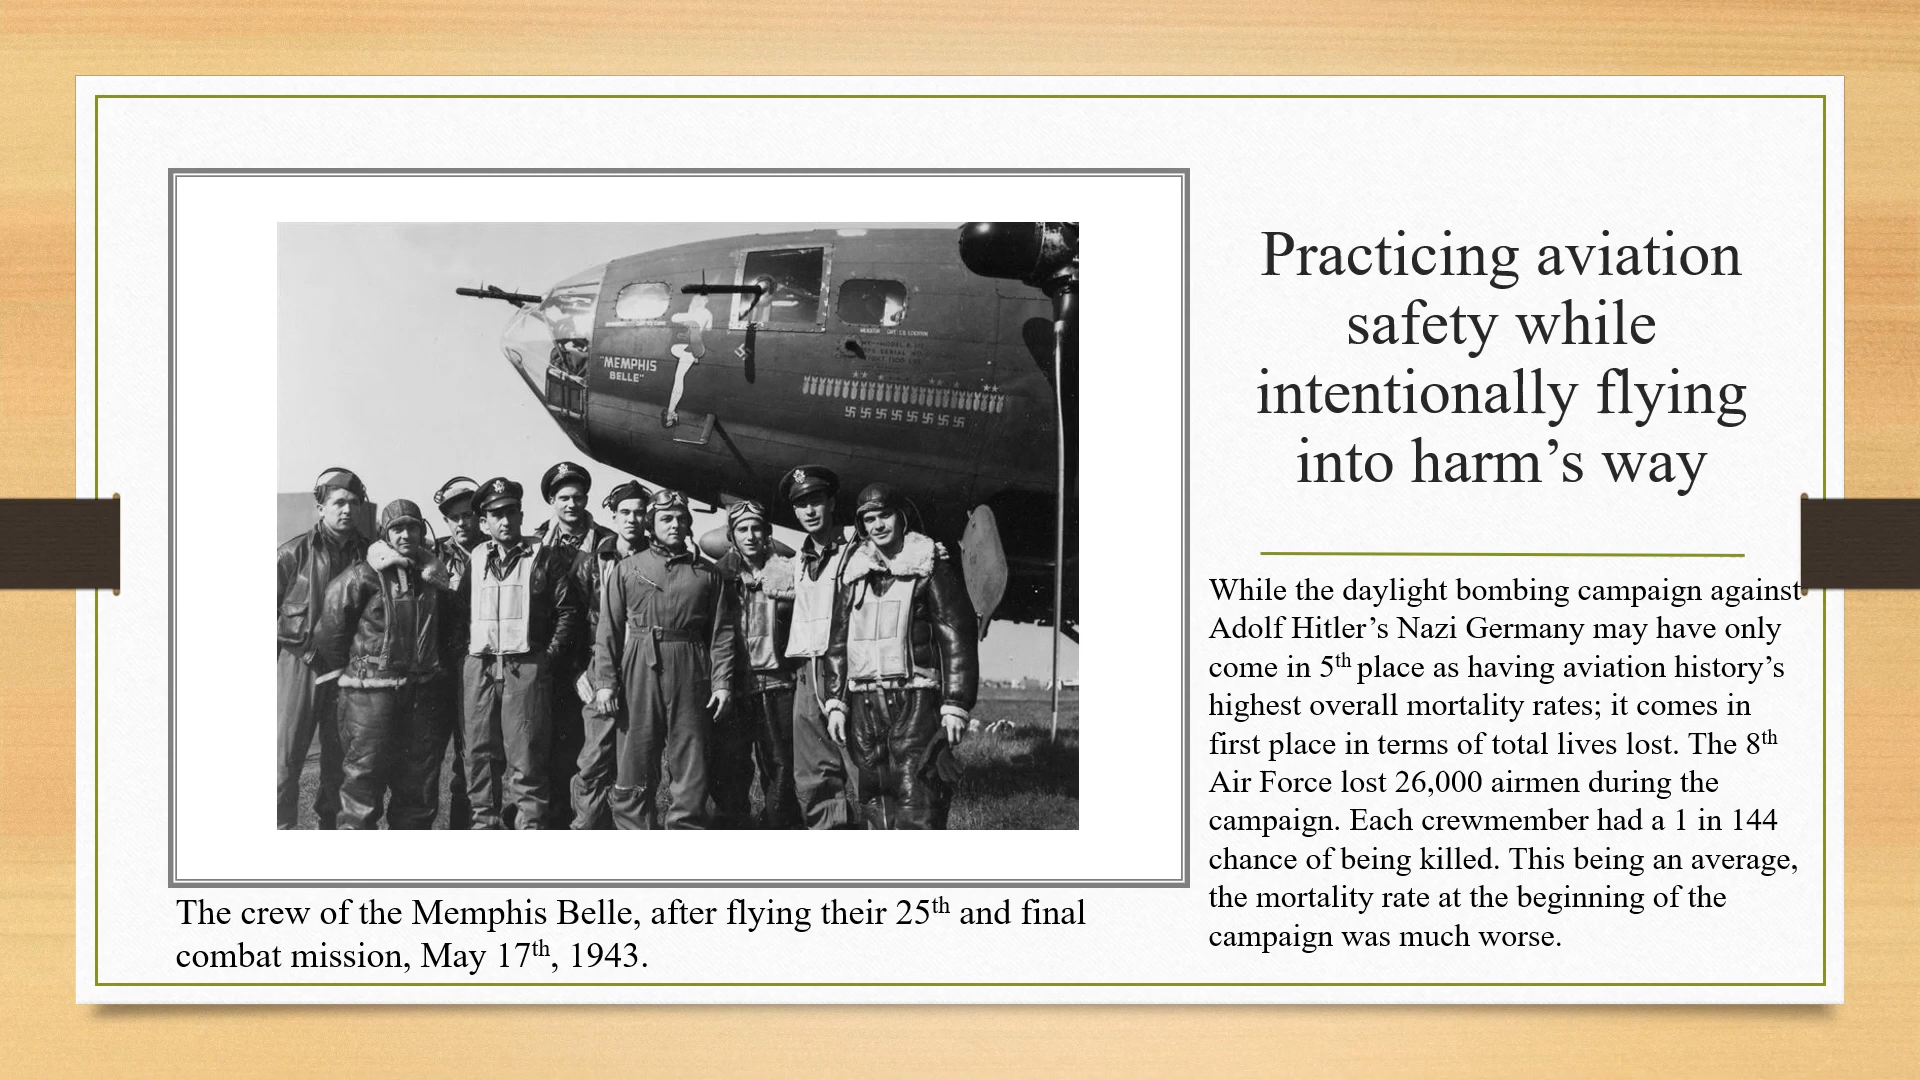 Practicing aviation
safety while
intentionally flying
into harm’s way
While the daylight bombing campaign against
Adolf Hitler’s Nazi Germany may have only
come in 5th place as having aviation history’s
highest overall mortality rates; it comes in
first place in terms of total lives lost. The 8th
Air Force lost 26,000 airmen during the
campaign. Each crewmember had a 1 in 144
chance of being killed. This being an average,
the mortality rate at the beginning of the
campaign was much worse.
"MEMPHIS
BELLE"
The crew of the Memphis Belle, after flying their 25th and final
combat mission, May 17th, 1943.